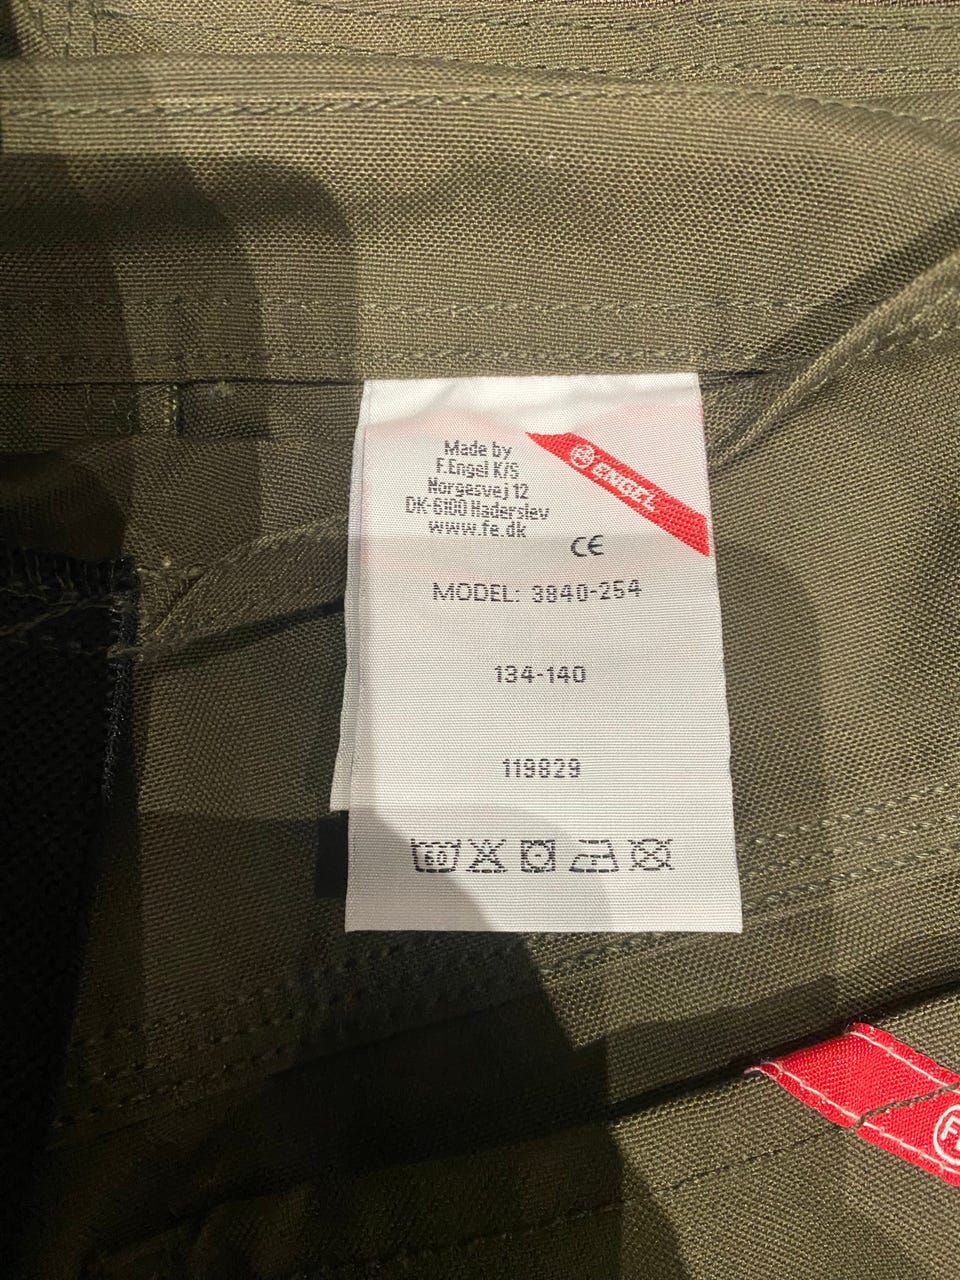 Made by
F.Engel K/S
Norgesvej 12
DK-6100 Haderslev
www.fe.dk
ENGEL
CE
MODEL: 3840-254
134-140
119829
60